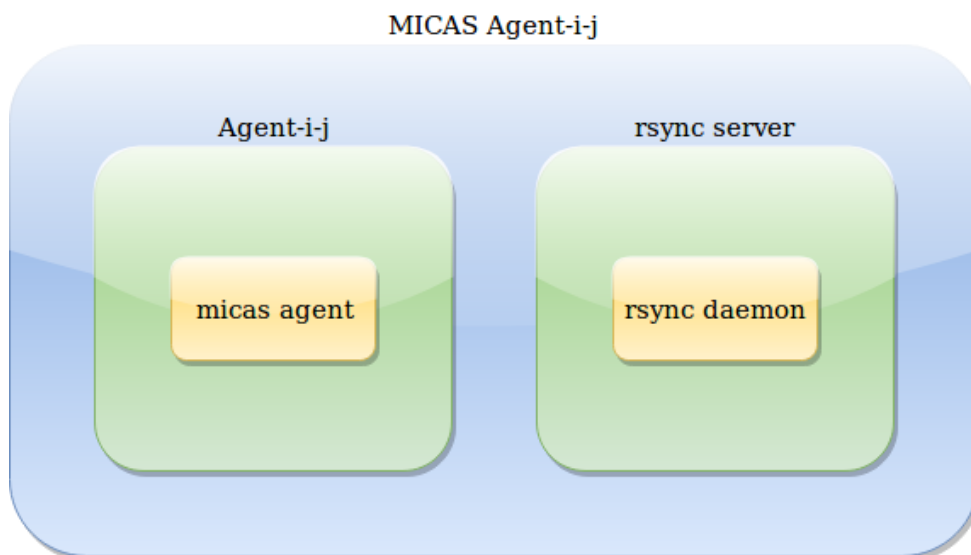 MICAS Agent-i-j
Agent-i-j
rsync server
micas agent
rsync daemon